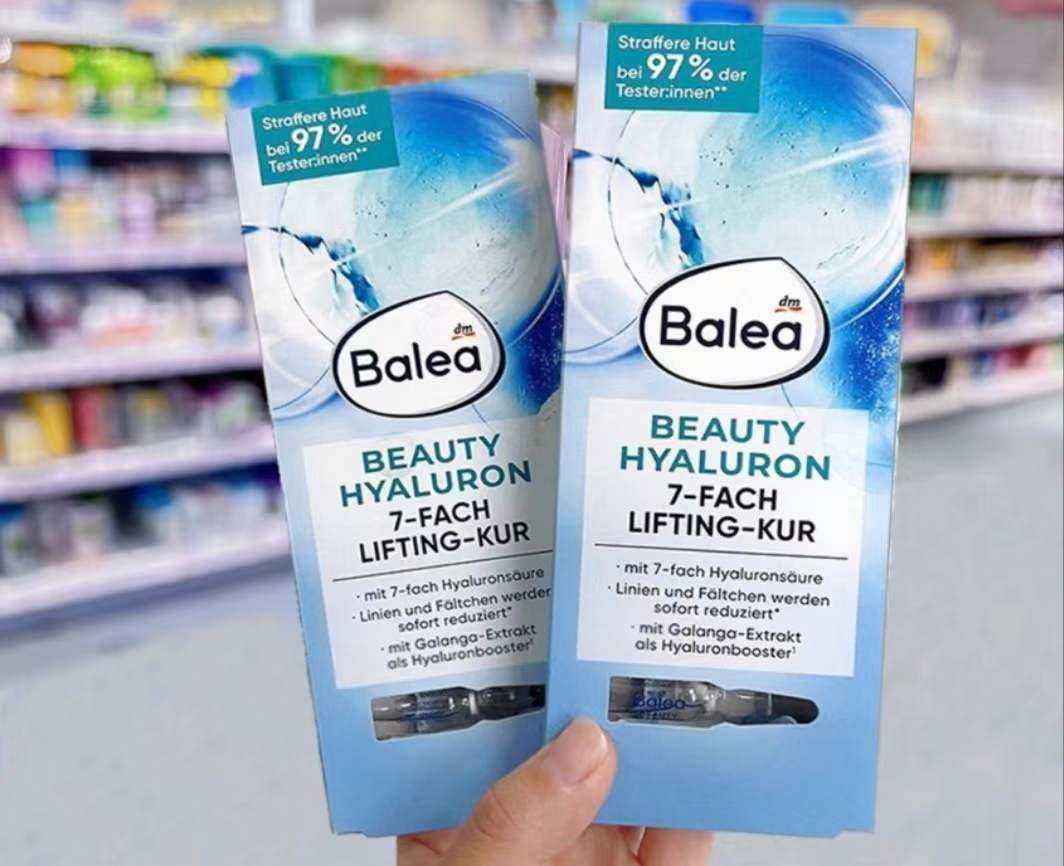 Straffere Haut
bei 97% der
Tester:innen**
dm
Balea
BEAUTY
HYALURON
7-FACH
LIFTING-KUR
· mit 7-fach Hyaluronsäure
· Linien und Fältchen werden
sofort reduziert*
· mit Galanga-Extrakt
als Hyaluronbooster¹
Straffere Haut
bei 97% der
Tester:innen**
dm
Balea
BEAUTY
HYALURON
7-FACH
LIFTING-KUR
· mit 7-fach Hyaluronsäure
· Linien und Fältchen werden
sofort reduziert*
· mit Galanga-Extrakt
als Hyaluronbooster¹
Balea
BEAUTY